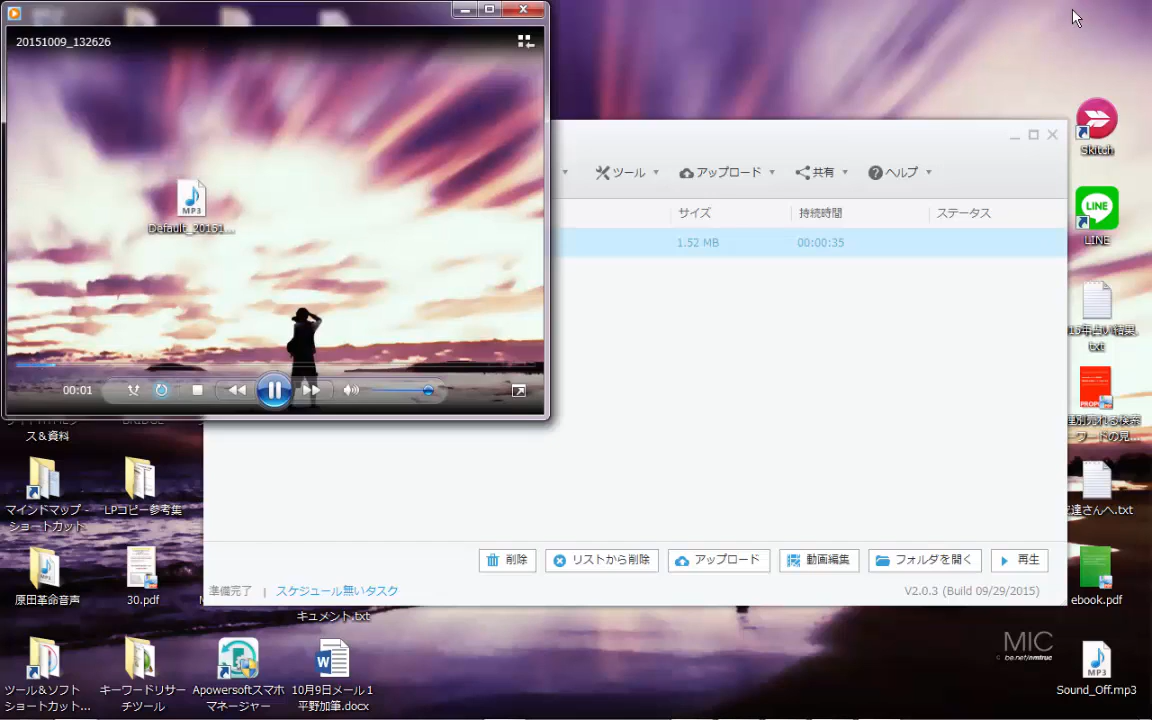 20151009_132626
MP3
Default_20151...
00:01
ツール
アップロード
共有
ヘルプ
サイズ
持続時間
ステータス
1.52 MB
00:00:35
Skitch
LINE
txt
ス&資料
マインドマップ -
ショートカット
LPコピー参考集
原田革命音声
30.pdf
キュメント.txt
ツール&ソフト
ショートカット...
キーワードリサー
チツール
Apowersoftスマホ
マネージャー
10月9日メール1
平野加筆.docx
削除
リストから削除
アップロード
動画編集
フォルダを開く
再生
準備完了
スケジュール無いタスク
V2.0.3 (Build 09/29/2015)
ebook.pdf
MIC
be.net/emtruc
MP3
Sound_Off.mp3